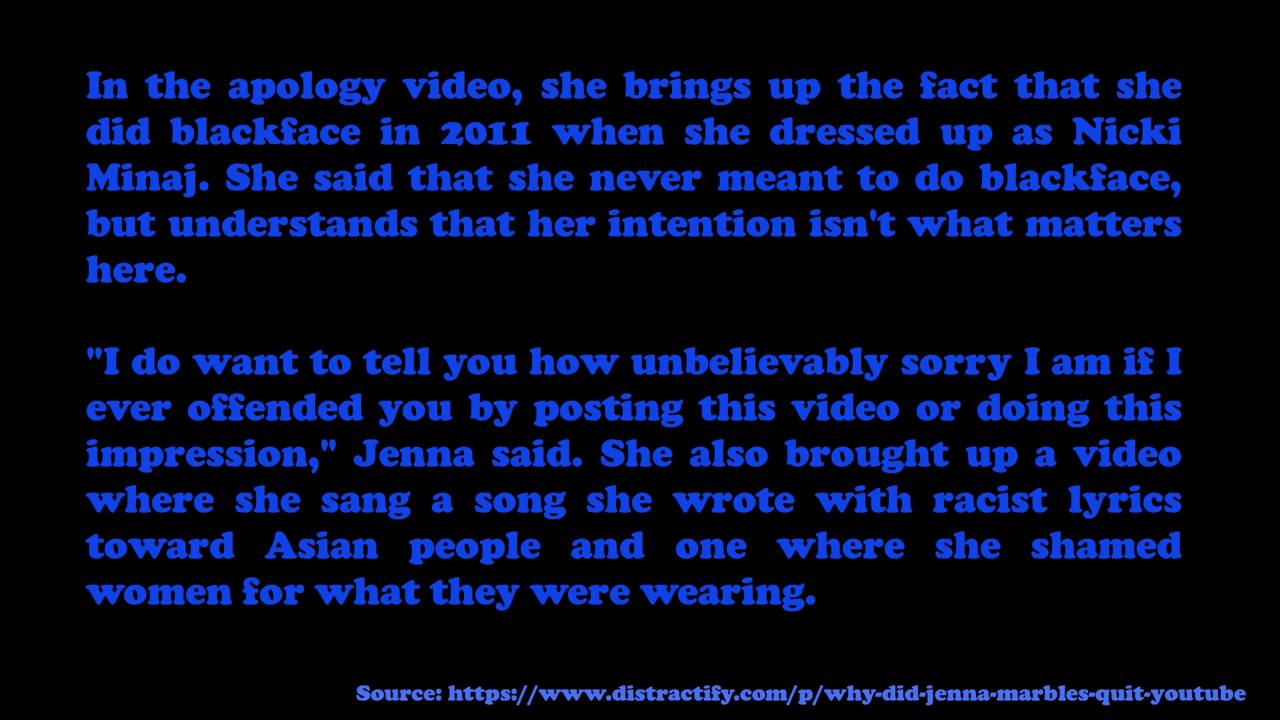 In the apology video, she brings up the fact that she
did blackface in 2011 when she dressed up as Nicki
Minaj. She said that she never meant to do blackface,
but understands that her intention isn't what matters
here.
"I do want to tell you how unbelievably sorry I am if I
ever offended you by posting this video or doing this
impression," Jenna said. She also brought up a video
where she sang a song she wrote with racist lyrics
toward Asian people and one where she shamed
women for what they were wearing.
Source: https://www.distractify.com/p/why-did-jenna-marbles-quit-youtube